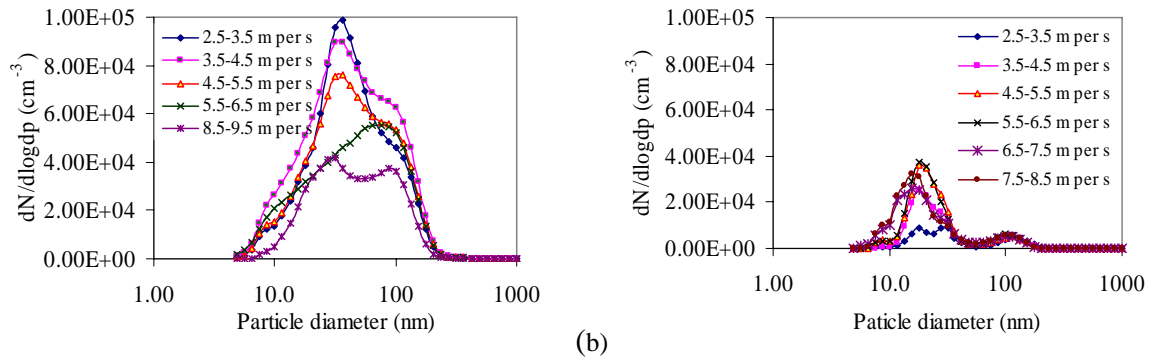 1.00E+05
8.00E+04
6.00E+04
4.00E+04
2.00E+04
0.00E+00
dN/dlogdp (cm-3)
2.5-3.5 m per s
3.5-4.5 m per s
4.5-5.5 m per s
5.5-6.5 m per s
8.5-9.5 m per s
1.00 10.0 100 1000
Particle diameter (nm)
(b)
1.00E+05
8.00E+04
6.00E+04
4.00E+04
2.00E+04
0.00E+00
dN/dlogdp (cm-3)
2.5-3.5 m per s
3.5-4.5 m per s
4.5-5.5 m per s
5.5-6.5 m per s
6.5-7.5 m per s
7.5-8.5 m per s
1.00 10.0 100 1000
Paticle diameter (nm)